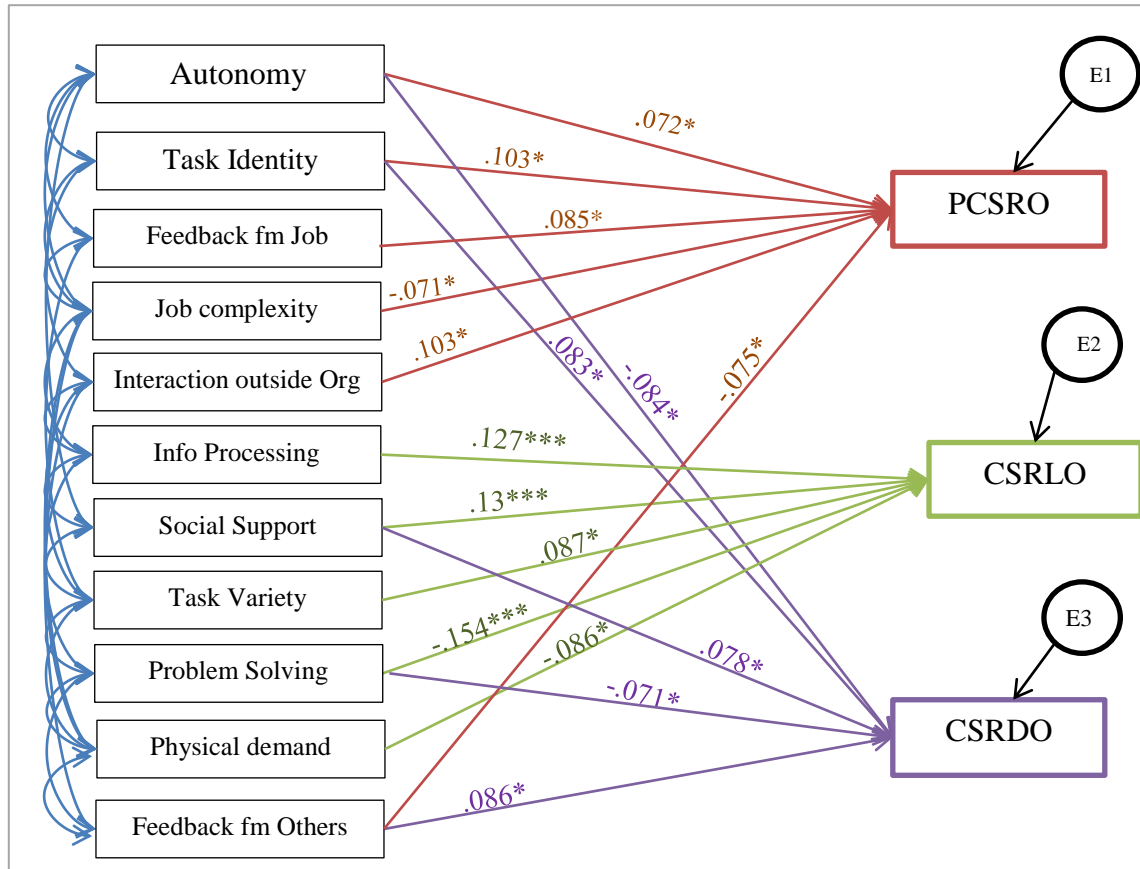 Autonomy
Task Identity
Feedback fm Job
Job complexity
Interaction outside Org
Info Processing
Social Support
Task Variety
Problem Solving
Physical demand
Feedback fm Others
.072*
.103*
.085*
-.071*
.103*
.083*
-.084*
-.075*
.127***
.13***
.087*
-.154***
-.086*
.078*
-.071*
.086*
E1
PCSRO
E2
CSRLO
E3
CSRDO